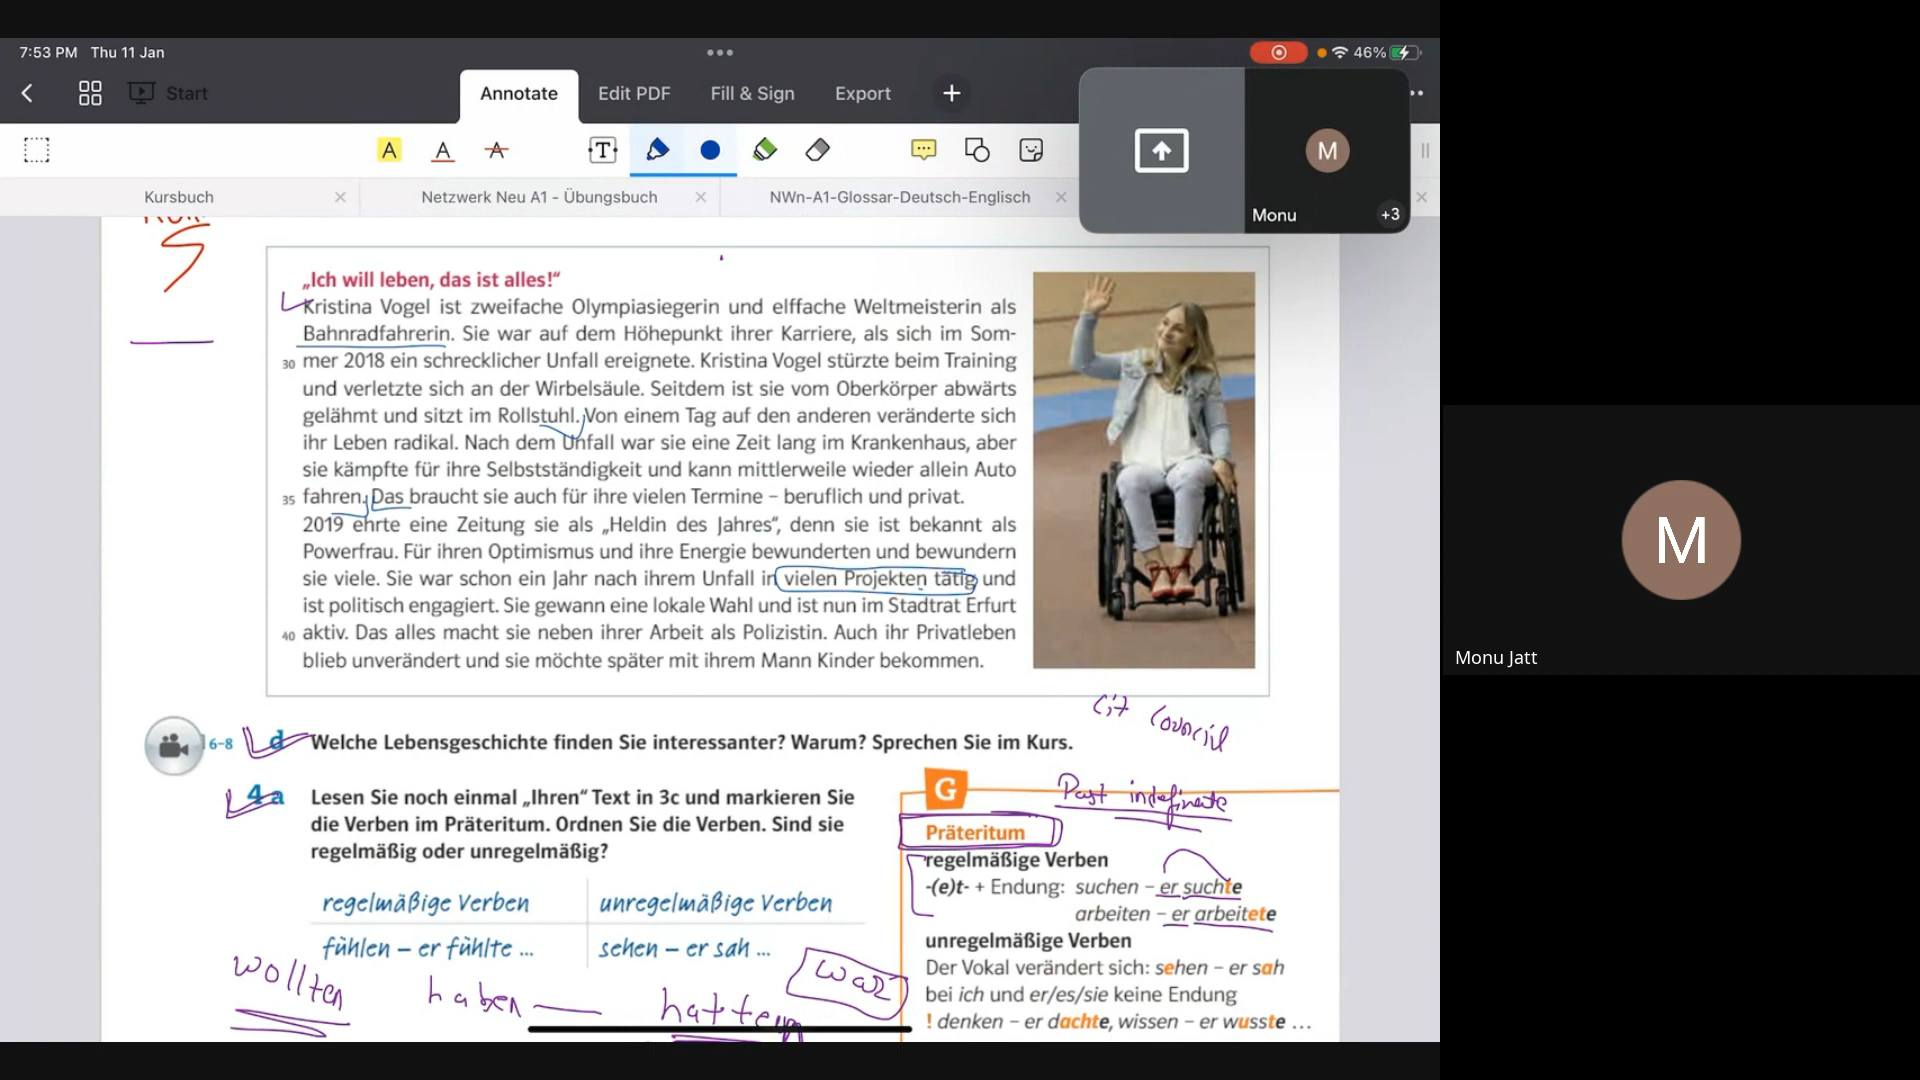 7:53 PM Thu 11 Jan
46%
Start
Annotate
Edit PDF
Fill & Sign
Export
M
Monu
+3
Kursbuch
Netzwerk Neu A1 - Übungsbuch
NWn-A1-Glossar-Deutsch-Englisch
„Ich will leben, das ist alles!“
Kristina Vogel ist zweifache Olympiasiegerin und elffache Weltmeisterin als
Bahnradfahrerin. Sie war auf dem Höhepunkt ihrer Karriere, als sich im Som-
30 mer 2018 ein schrecklicher Unfall ereignete. Kristina Vogel stürzte beim Training
und verletzte sich an der Wirbelsäule. Seitdem ist sie vom Oberkörper abwärts
gelähmt und sitzt im Rollstuhl. Von einem Tag auf den anderen veränderte sich
ihr Leben radikal. Nach dem Unfall war sie eine Zeit lang im Krankenhaus, aber
sie kämpfte für ihre Selbstständigkeit und kann mittlerweile wieder allein Auto
35 fahren. Das braucht sie auch für ihre vielen Termine – beruflich und privat.
2019 ehrte eine Zeitung sie als „Heldin des Jahres“, denn sie ist bekannt als
Powerfrau. Für ihren Optimismus und ihre Energie bewunderten und bewundern
sie viele. Sie war schon ein Jahr nach ihrem Unfall in vielen Projekten tätig und
ist politisch engagiert. Sie gewann eine lokale Wahl und ist nun im Stadtrat Erfurt
40 aktiv. Das alles macht sie neben ihrer Arbeit als Polizistin. Auch ihr Privatleben
blieb unverändert und sie möchte später mit ihrem Mann Kinder bekommen.
Council
6–8 d Welche Lebensgeschichte finden Sie interessanter? Warum? Sprechen Sie im Kurs.
4 a Lesen Sie noch einmal „Ihren“ Text in 3c und markieren Sie
die Verben im Präteritum. Ordnen Sie die Verben. Sind sie
regelmäßig oder unregelmäßig?
regelmäßige Verben unregelmäßige Verben
fühlen – er fühlte ... sehen – er sah ...
wollten
haben — hatten
war
G
Past indefinate
Präteritum
regelmäßige Verben
-(e)t- + Endung: suchen – er suchte
arbeiten – er arbeitete
unregelmäßige Verben
Der Vokal verändert sich: sehen – er sah
bei ich und er/es/sie keine Endung
! denken – er dachte, wissen – er wusste ...
M
Monu Jatt